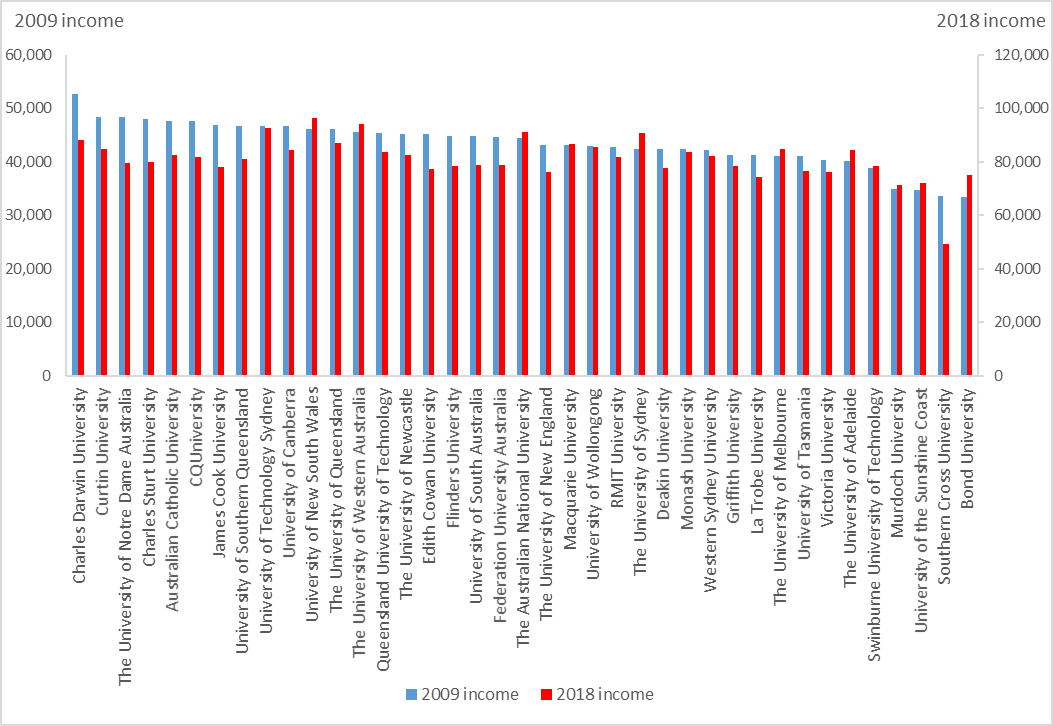 2009 income
2018 income
60,000
50,000
40,000
30,000
20,000
10,000
0
120,000
100,000
80,000
60,000
40,000
20,000
0
Charles Darwin University
Curtin University
The University of Notre Dame Australia
Charles Sturt University
Australian Catholic University
CQUniversity
James Cook University
University of Southern Queensland
University of Technology Sydney
University of Canberra
University of New South Wales
The University of Queensland
The University of Western Australia
Queensland University of Technology
The University of Newcastle
Edith Cowan University
Flinders University
University of South Australia
Federation University Australia
The Australian National University
The University of New England
Macquarie University
University of Wollongong
RMIT University
The University of Sydney
Deakin University
Monash University
Western Sydney University
Griffith University
La Trobe University
The University of Melbourne
University of Tasmania
Victoria University
The University of Adelaide
Swinburne University of Technology
Murdoch University
University of the Sunshine Coast
Southern Cross University
Bond University
2009 income
2018 income